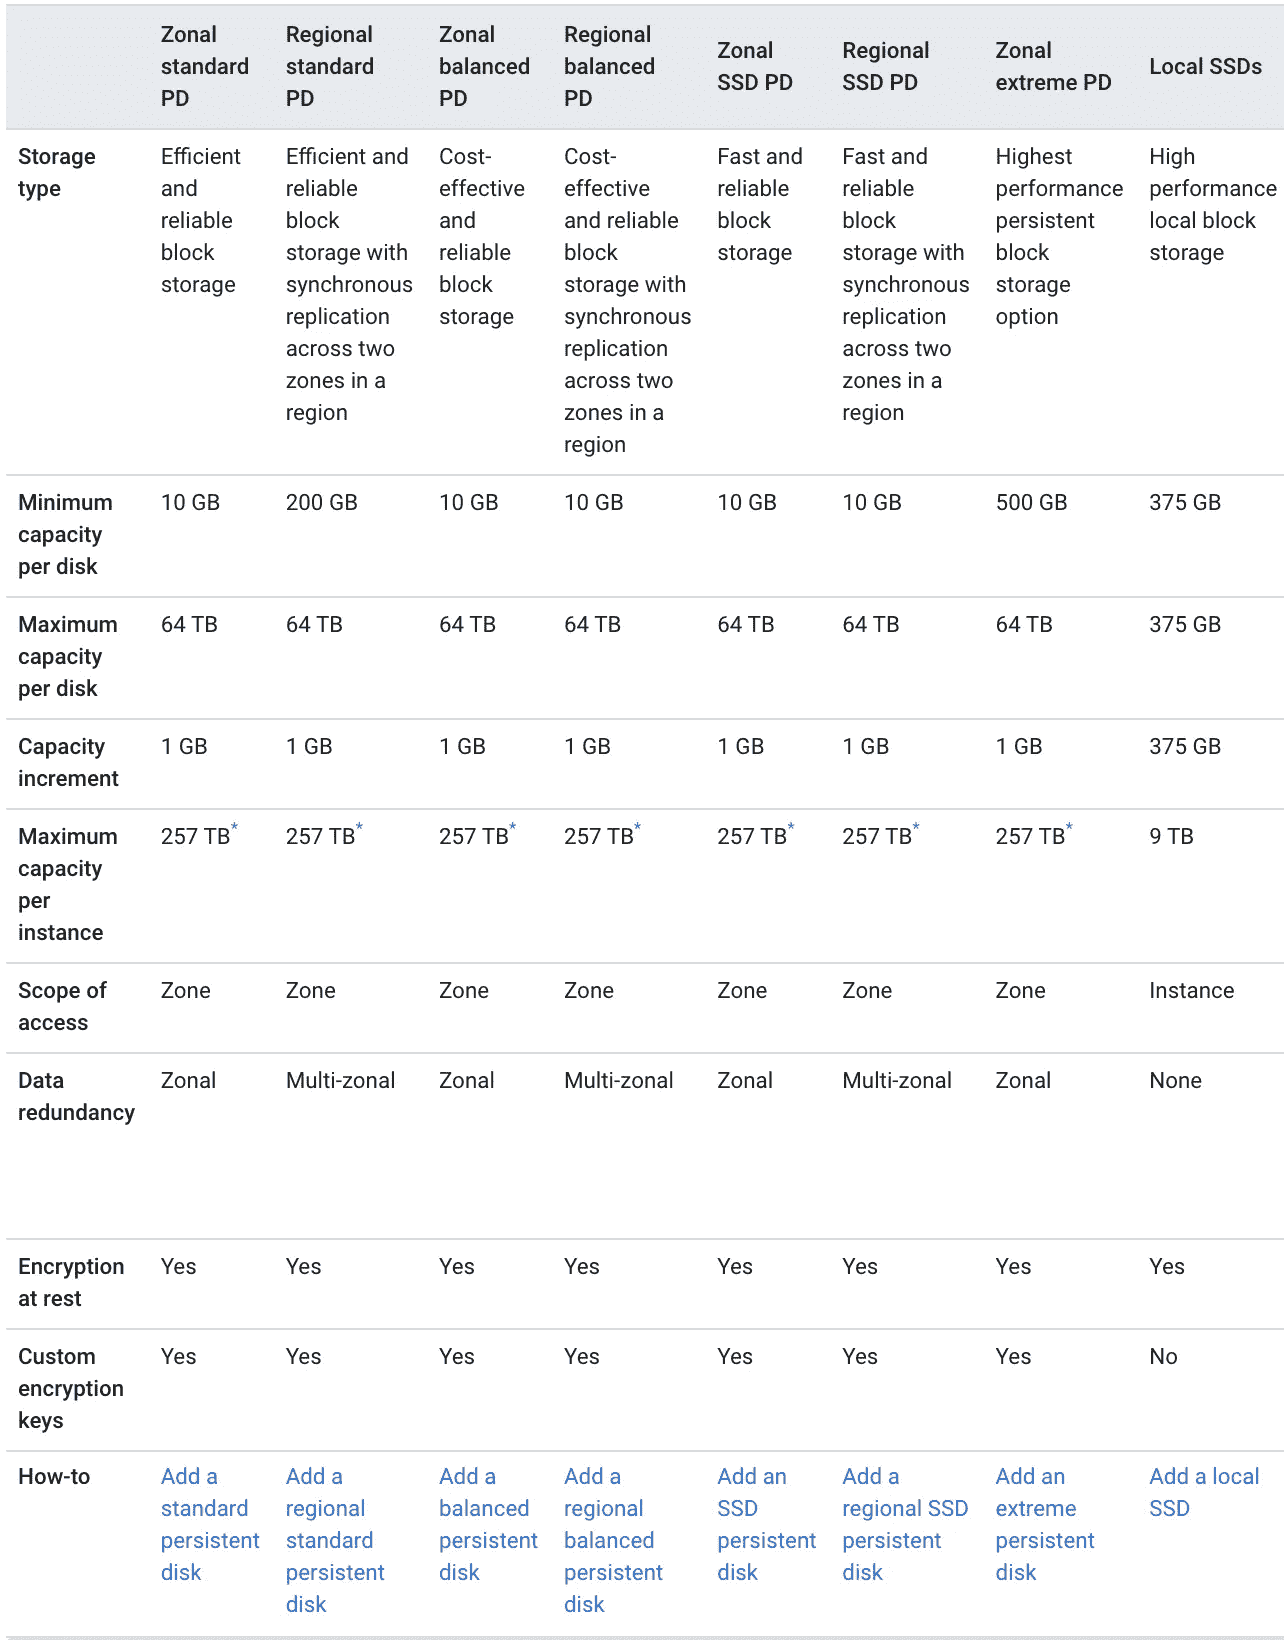 Zonal
standard
PD
Regional
standard
PD
Zonal
balanced
PD
Regional
balanced
PD
Zonal
SSD PD
Regional
SSD PD
Zonal
extreme PD
Local SSDs
Storage
type
Efficient
and
reliable
block
storage
Efficient and
reliable
block
storage with
synchronous
replication
across two
zones in a
region
Cost-
effective
and
reliable
block
storage
Cost-
effective
and reliable
block
storage with
synchronous
replication
across two
zones in a
region
Fast and
reliable
block
storage
Fast and
reliable
block
storage with
synchronous
replication
across two
zones in a
region
Highest
performance
persistent
block
storage
option
High
performance
local block
storage
Minimum
capacity
per disk
10 GB
200 GB
10 GB
10 GB
10 GB
10 GB
500 GB
375 GB
Maximum
capacity
per disk
64 TB
64 TB
64 TB
64 TB
64 TB
64 TB
64 TB
375 GB
Capacity
increment
1 GB
1 GB
1 GB
1 GB
1 GB
1 GB
1 GB
375 GB
Maximum
capacity
per
instance
257 TB*
257 TB*
257 TB*
257 TB*
257 TB*
257 TB*
257 TB*
9 TB
Scope of
access
Zone
Zone
Zone
Zone
Zone
Zone
Zone
Instance
Data
redundancy
Zonal
Multi-zonal
Zonal
Multi-zonal
Zonal
Multi-zonal
Zonal
None
Encryption
at rest
Yes
Yes
Yes
Yes
Yes
Yes
Yes
Yes
Custom
encryption
keys
Yes
Yes
Yes
Yes
Yes
Yes
Yes
No
How-to
Add a
standard
persistent
disk
Add a
regional
standard
persistent
disk
Add a
balanced
persistent
disk
Add a
regional
balanced
persistent
disk
Add an
SSD
persistent
disk
Add a
regional SSD
persistent
disk
Add an
extreme
persistent
disk
Add a local
SSD